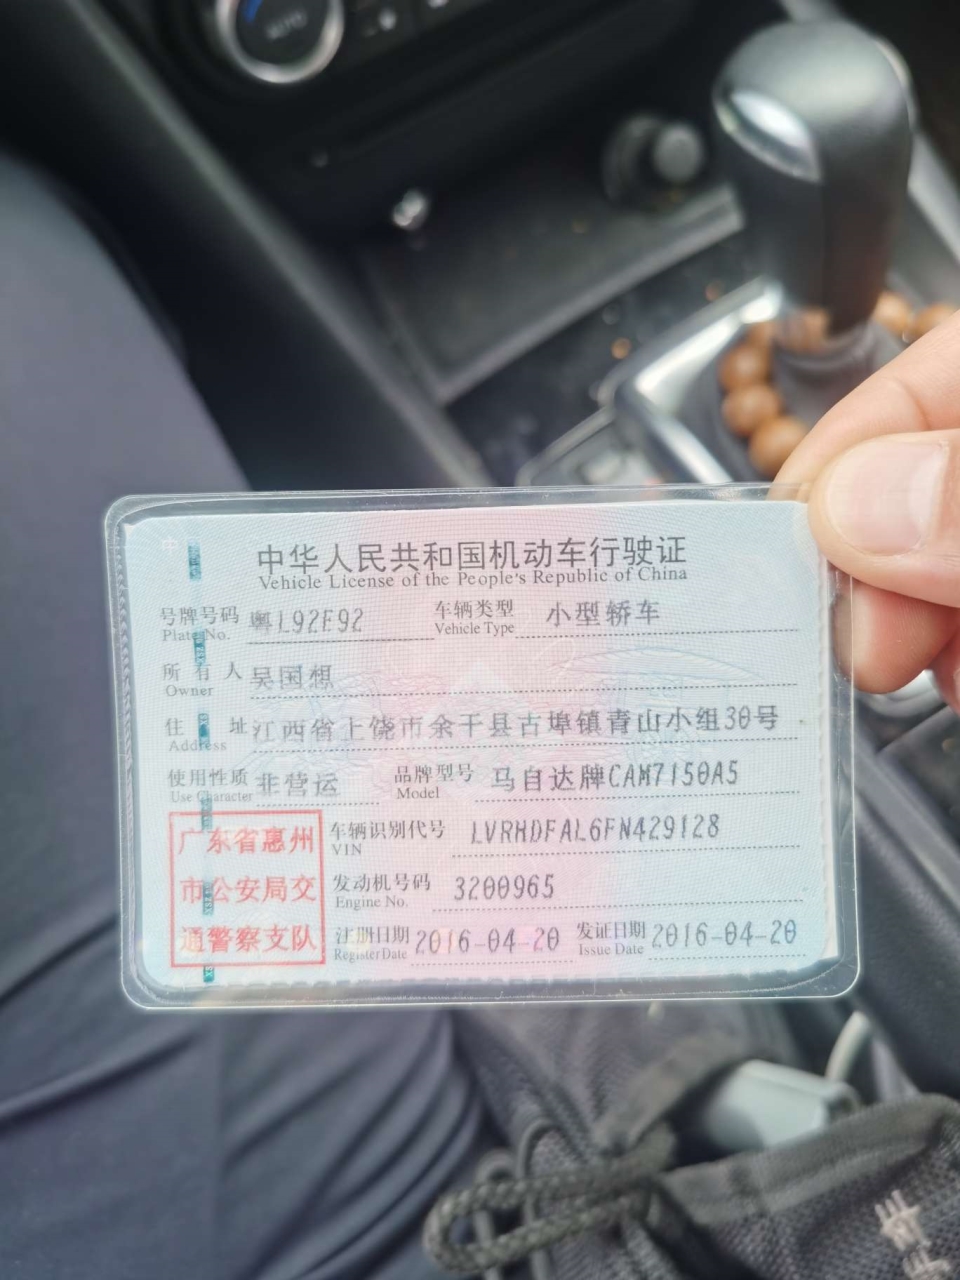 AUTO
中华人民共和国机动车行驶证
Vehicle License of the People's Republic of China
号牌号码 粤L92F92 车辆类型 小型轿车
Plate No. Vehicle Type
所有人 吴国想
Owner
住址 江西省上饶市余干县古埠镇青山小组30号
Address
使用性质 非营运 品牌型号 马自达牌CAM7150A5
Use Character Model
广东省惠州
市公安局交
通警察支队
车辆识别代号 LVRHDFAL6FN429128
VIN
发动机号码 3200965
Engine No.
注册日期 2016-04-20 发证日期 2016-04-20
Register Date Issue Date